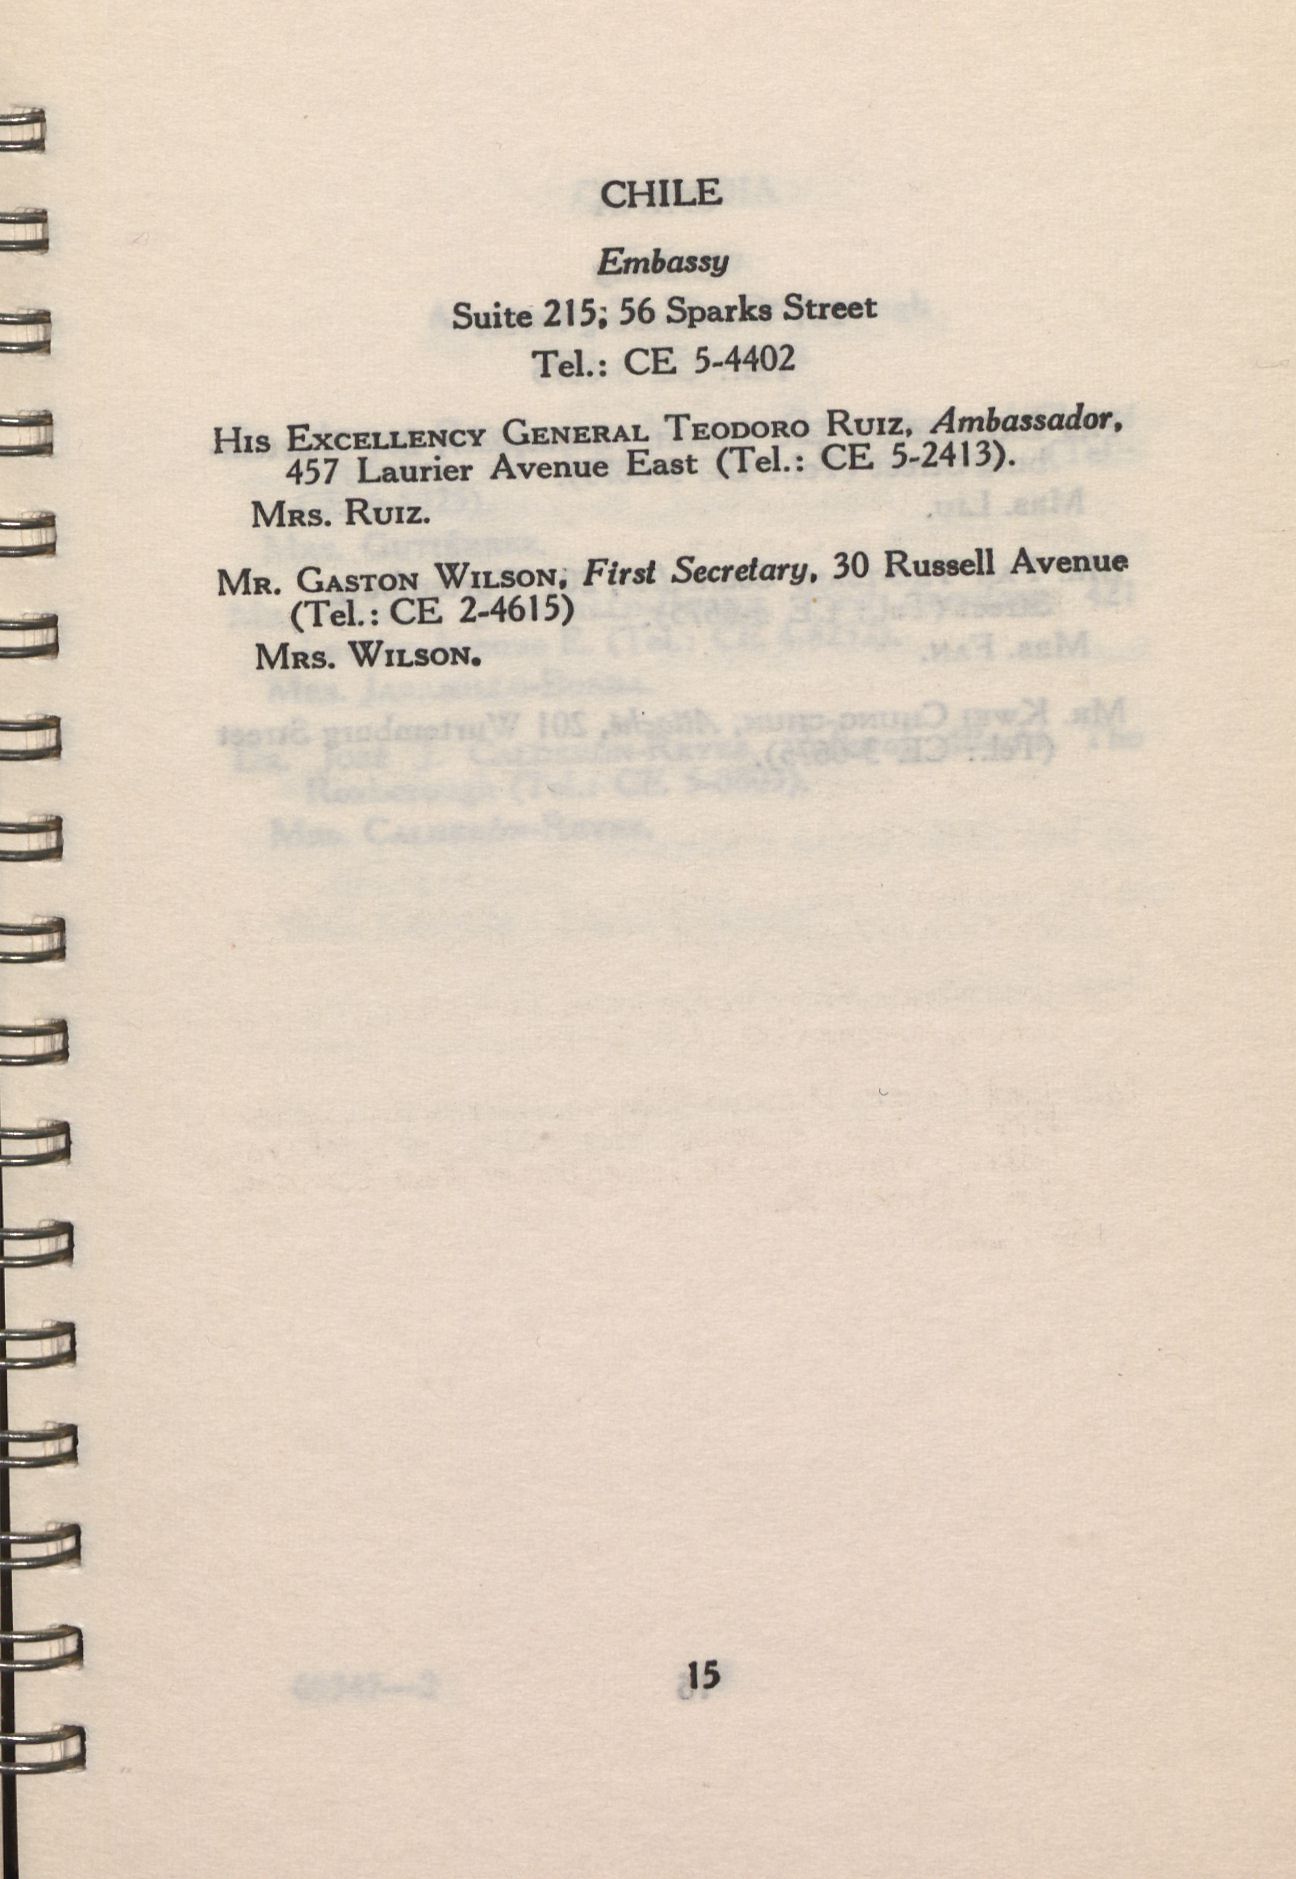 CHILE
Embassy
Suite 215; 56 Sparks Street
Tel.: CE 5-4402
His Excellency General Teodoro Ruiz, Ambassador,
457 Laurier Avenue East (Tel.: CE 5-2413).
Mrs. Ruiz.
Mr. Gaston Wilson, First Secretary, 30 Russell Avenue
(Tel.: CE 2-4615)
Mrs. Wilson.
15